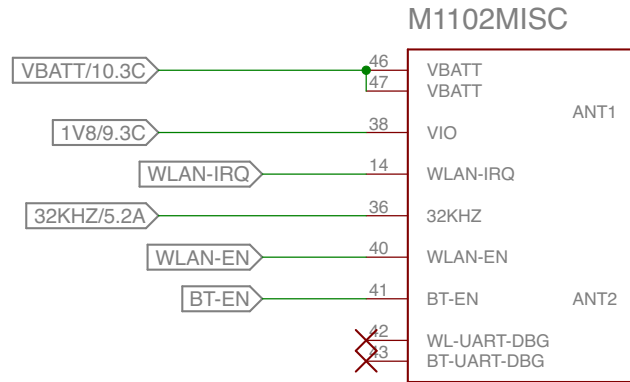 M1102MISC
VBATT/10.3C 46 VBATT
47 VBATT
ANT1
1V8/9.3C 38 VIO
WLAN-IRQ 14 WLAN-IRQ
32KHZ/5.2A 36 32KHZ
WLAN-EN 40 WLAN-EN
BT-EN 41 BT-EN ANT2
42 WL-UART-DBG
43 BT-UART-DBG